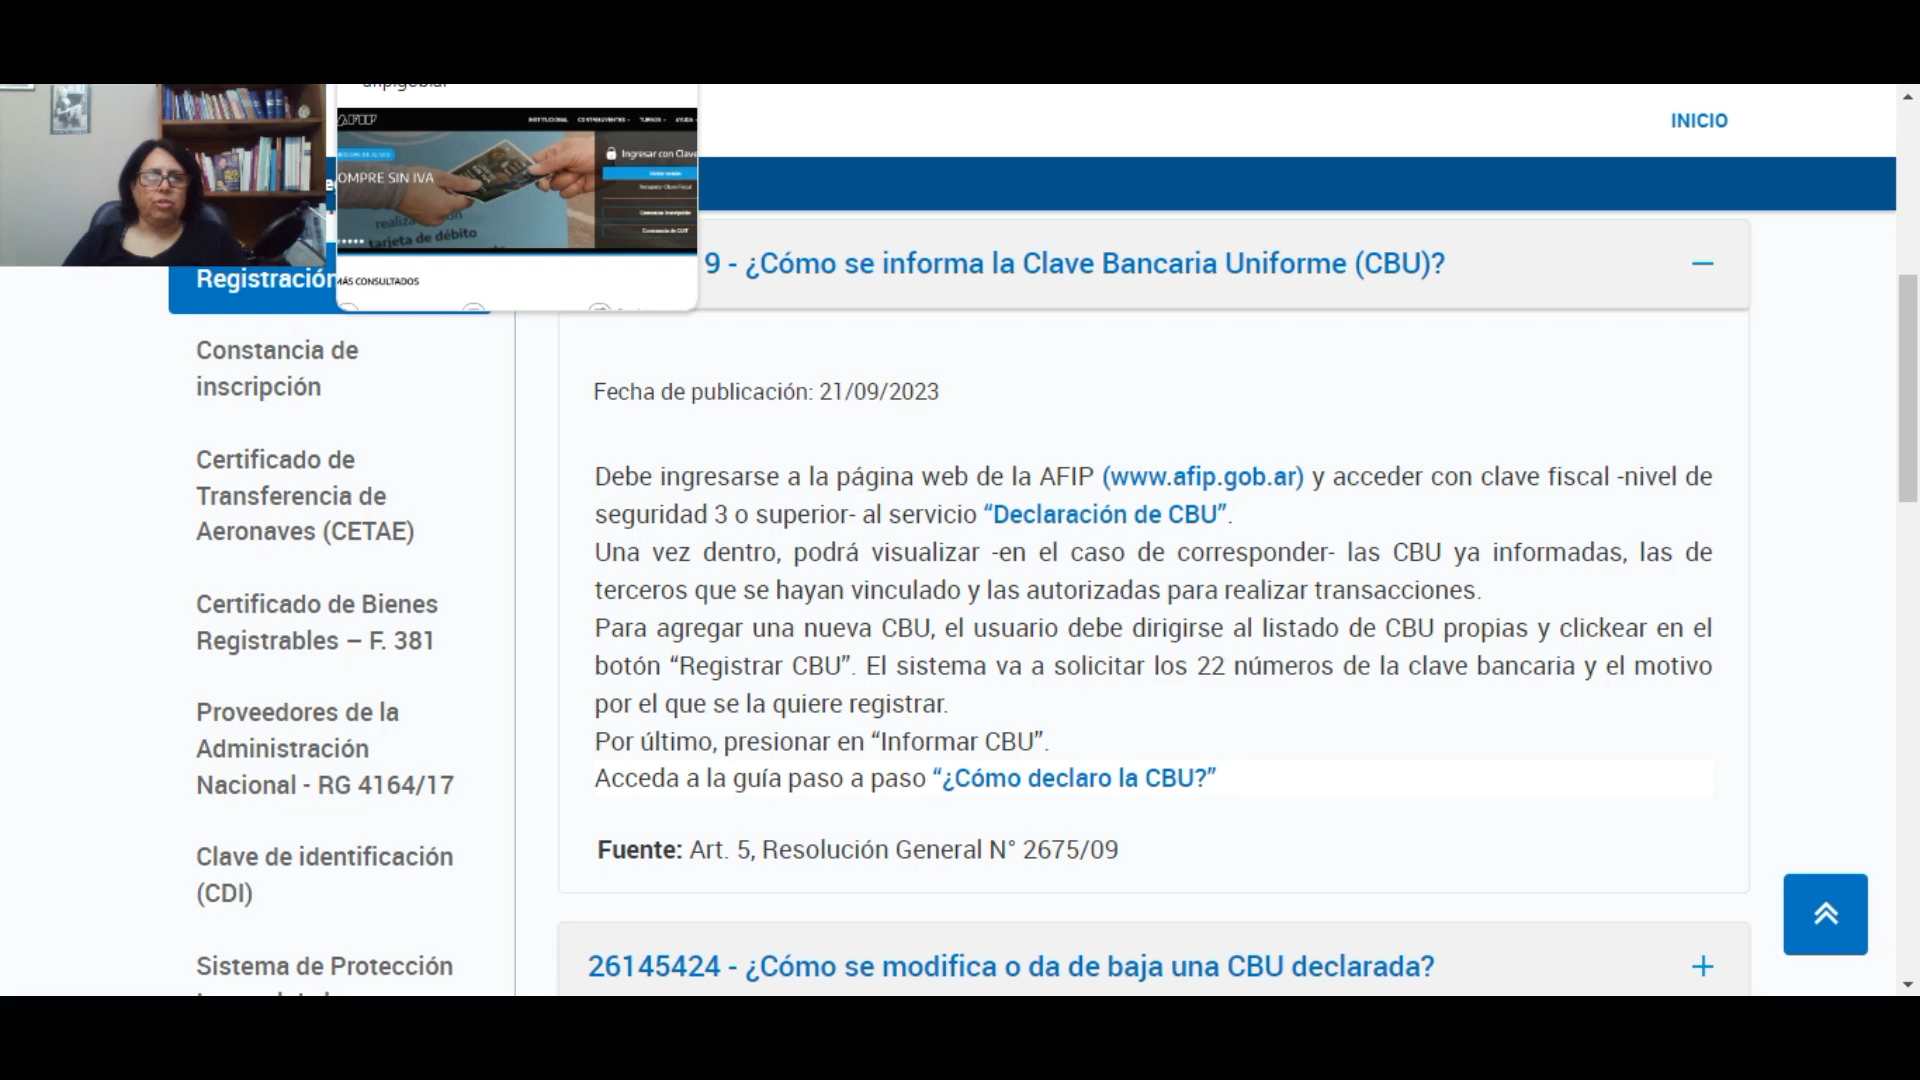 INICIO
AFIP
INSTITUCIONAL
Ingresar con Clave
OMPRE SIN IVA
realiza
tarjeta de débito
MÁS CONSULTADOS
9 - ¿Cómo se informa la Clave Bancaria Uniforme (CBU)?
Registración
Constancia de
inscripción
Certificado de
Transferencia de
Aeronaves (CETAE)
Certificado de Bienes
Registrables – F. 381
Proveedores de la
Administración
Nacional - RG 4164/17
Clave de identificación
(CDI)
Sistema de Protección
Fecha de publicación: 21/09/2023
Debe ingresarse a la página web de la AFIP (www.afip.gob.ar) y acceder con clave fiscal -nivel de
seguridad 3 o superior- al servicio “Declaración de CBU”.
Una vez dentro, podrá visualizar -en el caso de corresponder- las CBU ya informadas, las de
terceros que se hayan vinculado y las autorizadas para realizar transacciones.
Para agregar una nueva CBU, el usuario debe dirigirse al listado de CBU propias y clickear en el
botón “Registrar CBU”. El sistema va a solicitar los 22 números de la clave bancaria y el motivo
por el que se la quiere registrar.
Por último, presionar en “Informar CBU”.
Acceda a la guía paso a paso “¿Cómo declaro la CBU?”
Fuente: Art. 5, Resolución General N° 2675/09
26145424 - ¿Cómo se modifica o da de baja una CBU declarada?